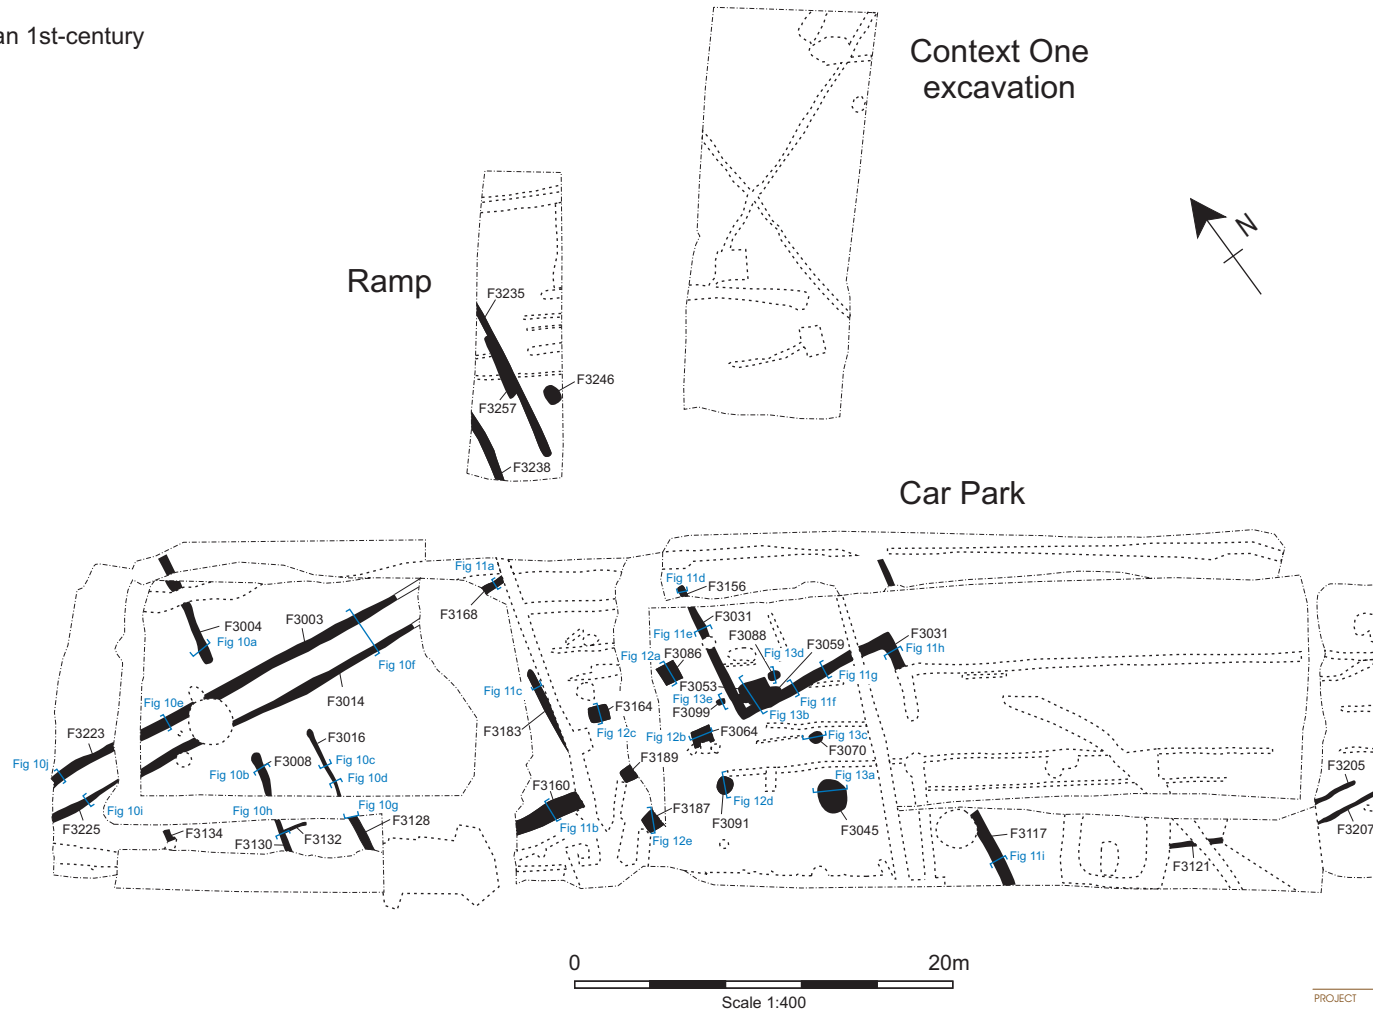 an 1st-century
Context One
excavation
N
Ramp
F3235
F3246
F3257
F3238
Car Park
Fig 11a
F3168
Fig 11d
F3156
F3004
Fig 10a
F3003
Fig 10f
F3014
Fig 10e
F3223
Fig 10j
Fig 10i
F3225
F3016
F3008
Fig 10b
Fig 10c
Fig 10d
Fig 10h
Fig 10g
F3128
F3132
F3130
F3134
Fig 11c
F3183
F3164
Fig 12c
F3160
Fig 11b
F3189
F3187
Fig 12e
F3031
Fig 11e
F3088
Fig 12a
F3086
Fig 13d
F3059
F3053
Fig 13e
F3099
Fig 13b
Fig 11f
Fig 11g
F3031
Fig 11h
F3064
Fig 12b
Fig 13c
F3070
Fig 13a
Fig 12d
F3091
F3045
F3117
Fig 11i
F3121
F3205
F3207
0
20m
Scale 1:400
PROJECT